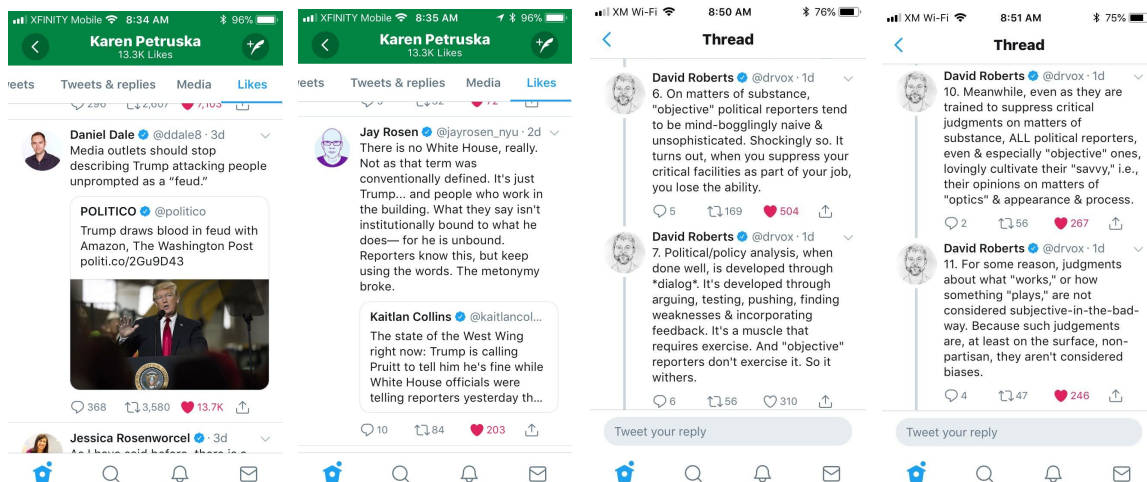 XFINITY Mobile 8:34 AM 96%
Karen Petruska
13.3K Likes
veets Tweets & replies Media Likes
296 2,607 7,103
Daniel Dale @ddale8 · 3d
Media outlets should stop
describing Trump attacking people
unprompted as a “feud.”
POLITICO @politico
Trump draws blood in feud with
Amazon, The Washington Post
politi.co/2Gu9D43
368 3,580 13.7K
Jessica Rosenworcel · 3d
As I have said before, there is a
XFINITY Mobile 8:35 AM 96%
Karen Petruska
13.3K Likes
veets Tweets & replies Media Likes
72
Jay Rosen @jayrosen_nyu · 2d
There is no White House, really.
Not as that term was
conventionally defined. It's just
Trump... and people who work in
the building. What they say isn't
institutionally bound to what he
does— for he is unbound.
Reporters know this, but keep
using the words. The metonymy
broke.
Kaitlan Collins @kaitlancol...
The state of the West Wing
right now: Trump is calling
Pruitt to tell him he's fine while
White House officials were
telling reporters yesterday th...
10 84 203
XM Wi-Fi 8:50 AM 76%
Thread
David Roberts @drvox · 1d
6. On matters of substance,
"objective" political reporters tend
to be mind-bogglingly naive &
unsophisticated. Shockingly so. It
turns out, when you suppress your
critical facilities as part of your job,
you lose the ability.
5 169 504
David Roberts @drvox · 1d
7. Political/policy analysis, when
done well, is developed through
*dialog*. It's developed through
arguing, testing, pushing, finding
weaknesses & incorporating
feedback. It's a muscle that
requires exercise. And "objective"
reporters don't exercise it. So it
withers.
6 56 310
Tweet your reply
XM Wi-Fi 8:51 AM 75%
Thread
David Roberts @drvox · 1d
10. Meanwhile, even as they are
trained to suppress critical
judgments on matters of
substance, ALL political reporters,
even & especially "objective" ones,
lovingly cultivate their "savvy," i.e.,
their opinions on matters of
"optics" & appearance & process.
2 56 267
David Roberts @drvox · 1d
11. For some reason, judgments
about what "works," or how
something "plays," are not
considered subjective-in-the-bad-
way. Because such judgements
are, at least on the surface, non-
partisan, they aren't considered
biases.
4 47 246
Tweet your reply